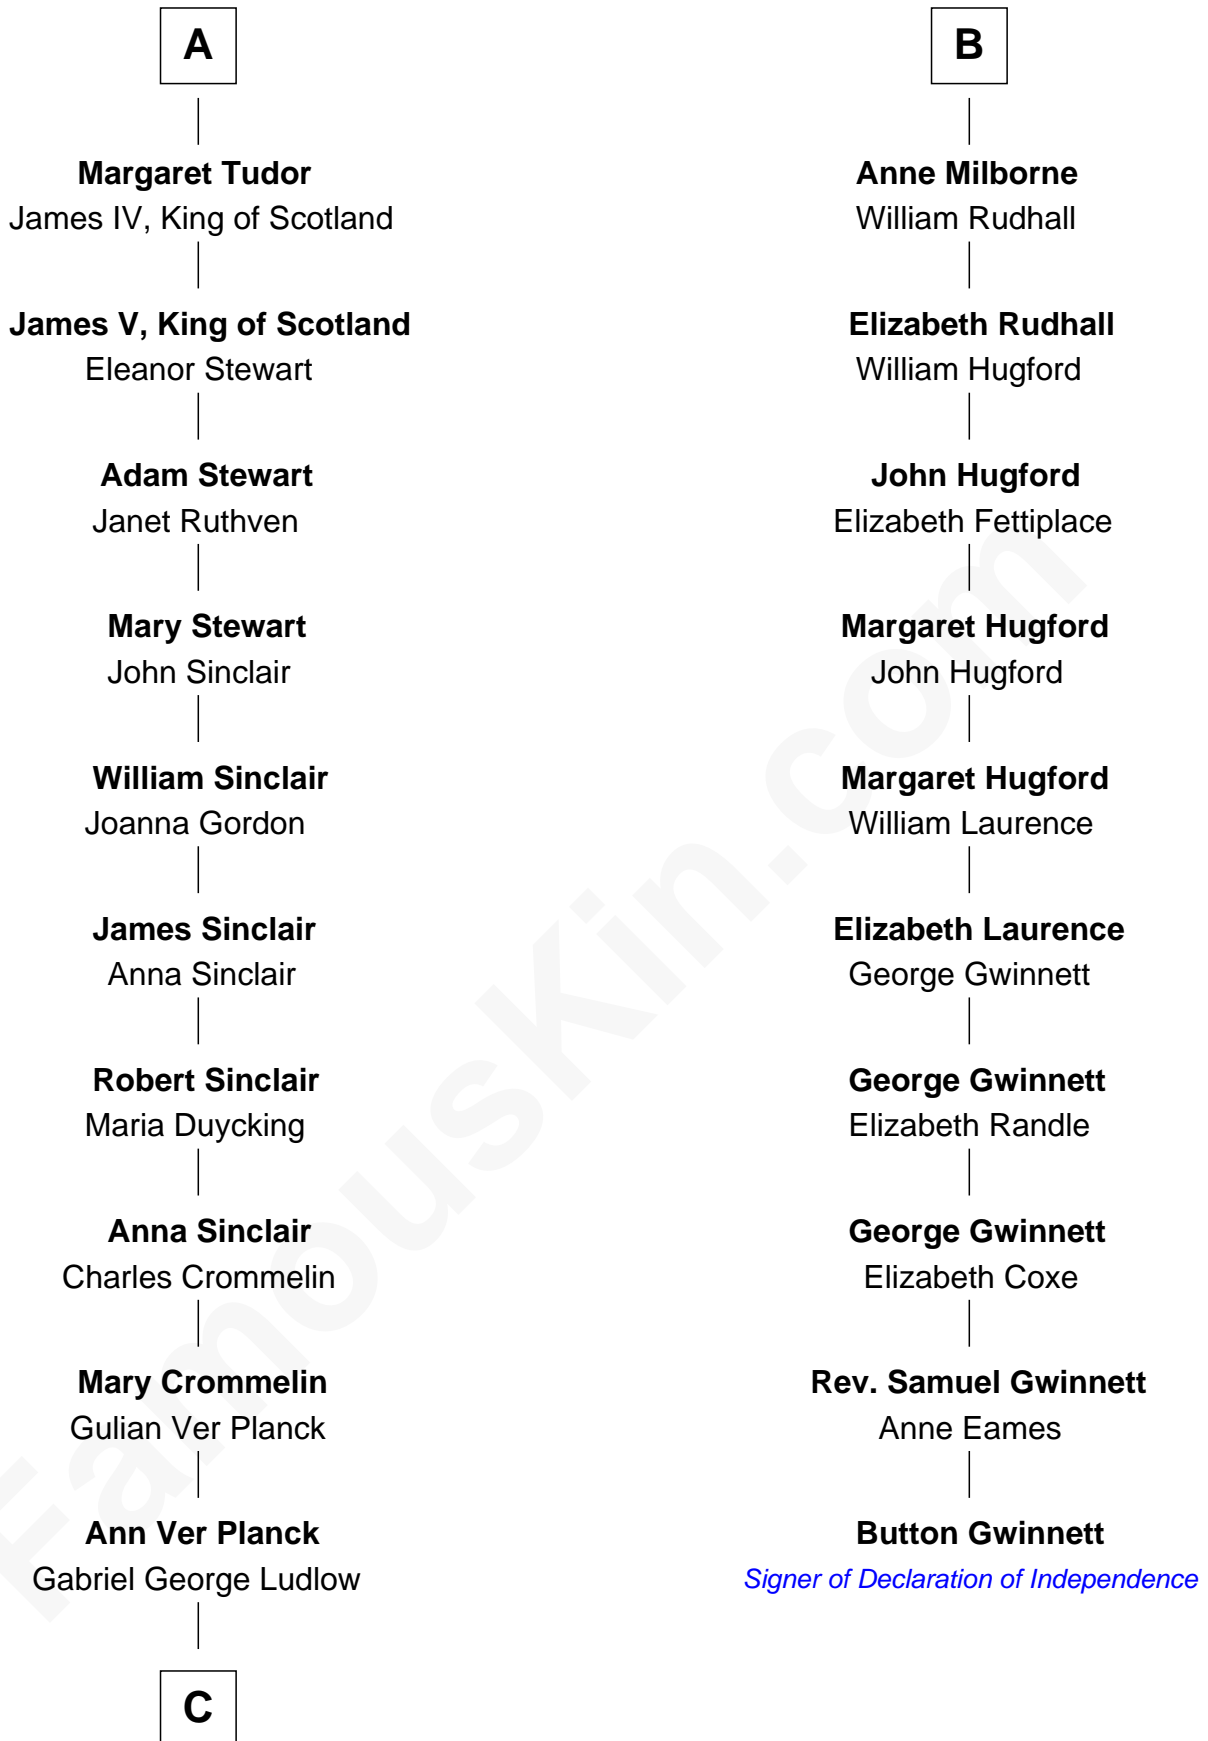 A
Margaret Tudor
James IV, King of Scotland
James V, King of Scotland
Eleanor Stewart
Adam Stewart
Janet Ruthven
Mary Stewart
John Sinclair
William Sinclair
Joanna Gordon
James Sinclair
Anna Sinclair
Robert Sinclair
Maria Duycking
Anna Sinclair
Charles Crommelin
Mary Crommelin
Gulian Ver Planck
Ann Ver Planck
Gabriel George Ludlow
C
B
Anne Milborne
William Rudhall
Elizabeth Rudhall
William Hugford
John Hugford
Elizabeth Fettiplace
Margaret Hugford
John Hugford
Margaret Hugford
William Laurence
Elizabeth Laurence
George Gwinnett
George Gwinnett
Elizabeth Randle
George Gwinnett
Elizabeth Coxe
Rev. Samuel Gwinnett
Anne Eames
Button Gwinnett
Signer of Declaration of Independence
FamousKin.com